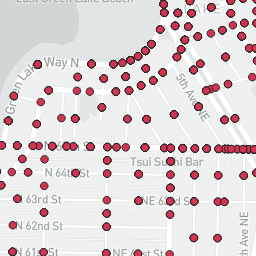 East Green Lake Beach
LAKE
Green Lake Way N
5th Ave NE
Tsui Sushi Bar
N 64th St
N 63rd St
NE 63rd St
N 62nd St
N 61st St
NE 61st St
Ave NE